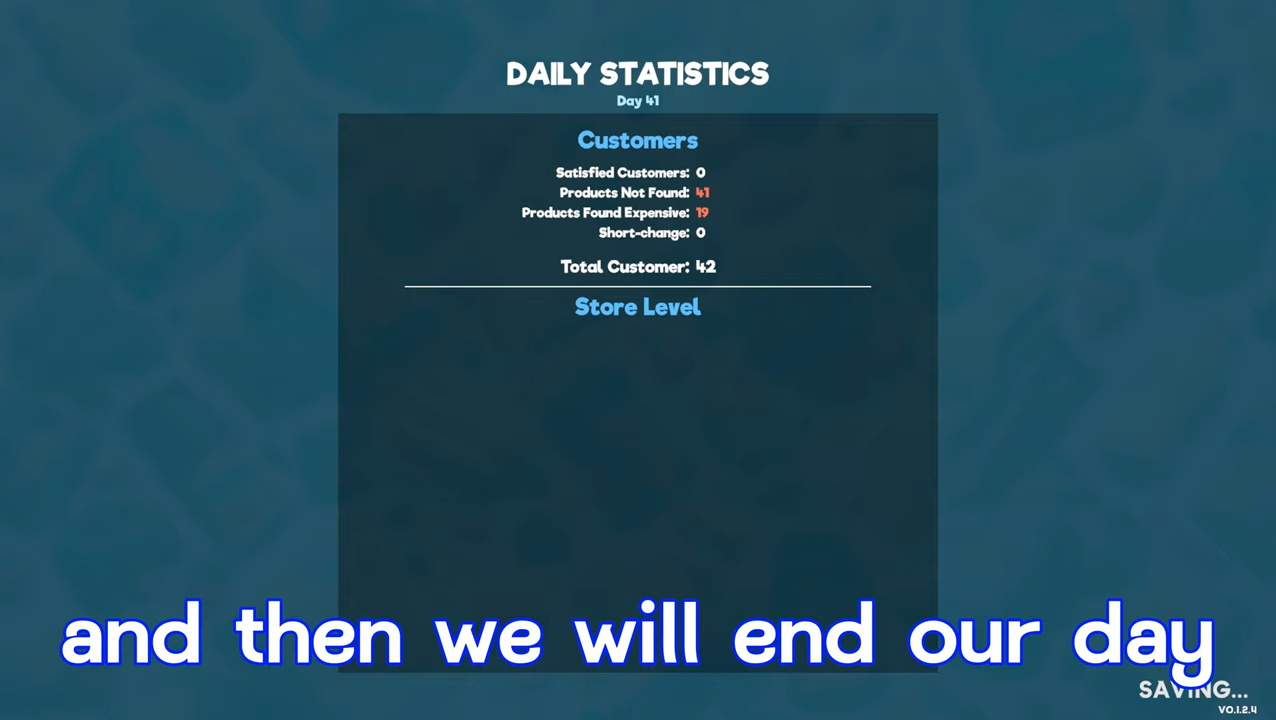 DAILY STATISTICS
Day 41
Customers
Satisfied Customers: 0
Products Not Found: 41
Products Found Expensive: 19
Short-change: 0
Total Customer: 42
Store Level
and then we will end our day
SAVING...
V0.1.2.4